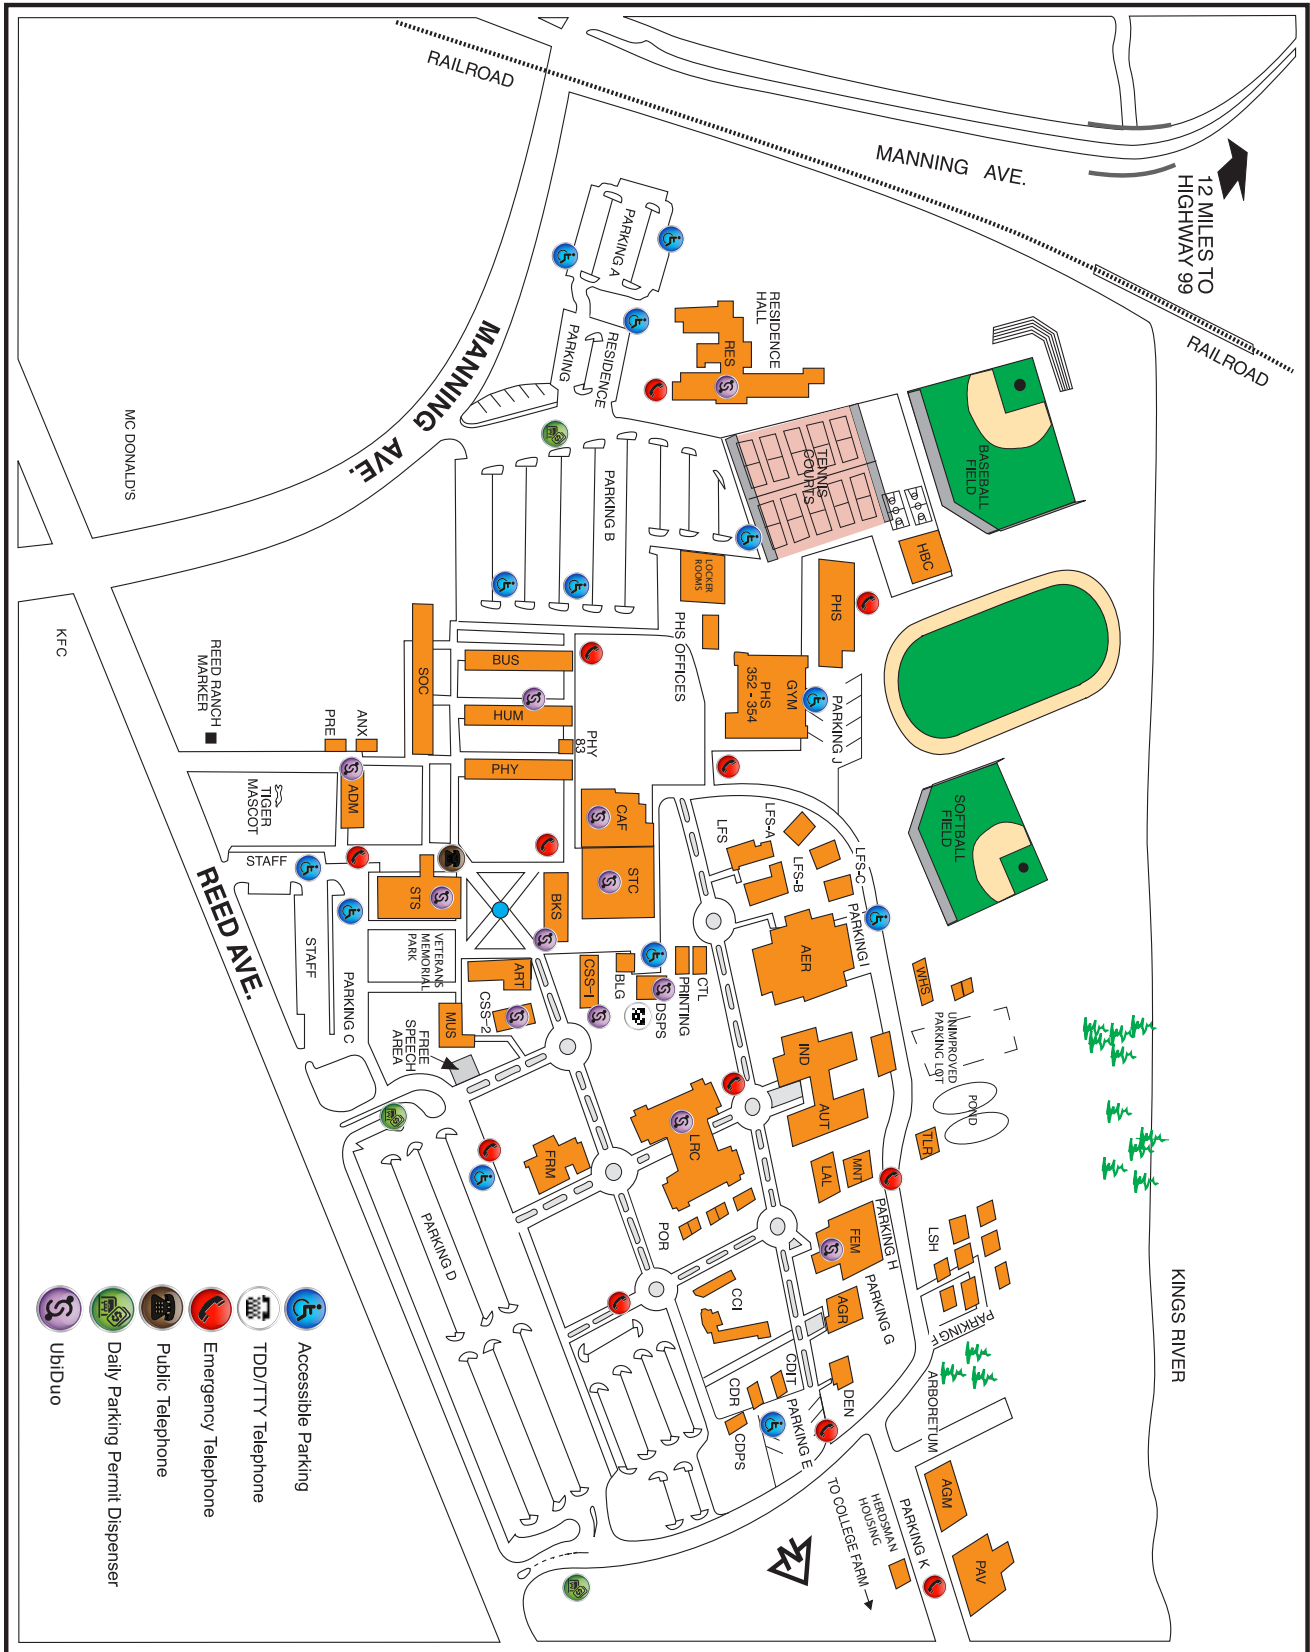 RAILROAD
MANNING AVE.
12 MILES TO
HIGHWAY 99
RAILROAD
PARKING A
RESIDENCE
HALL
RES
RESIDENCE
PARKING
MANNING AVE.
MC DONALD'S
KFC
PARKING B
TENNIS
COURTS
BASEBALL
FIELD
HBC
LOCKER
ROOMS
PHS
PHS OFFICES
GYM
PHS
352 - 354
PARKING J
SOC
BUS
HUM
PHY
83
PHY
REED RANCH
MARKER
PRE
ANX
ADM
TIGER
MASCOT
STAFF
REED AVE.
STAFF
PARKING C
STS
VETERANS
MEMORIAL
PARK
CAF
STC
BKS
LFS
LFS-A
LFS-B
LFS-C
SOFTBALL
FIELD
PARKING I
AER
WHS
UNIMPROVED
PARKING LOT
POND
ART
CSS-2
CSS-1
BLG
DSPS
PRINTING
CTL
MUS
FREE
SPEECH
AREA
IND
AUT
TLR
LRC
FRM
LAL
MNT
POR
FEM
PARKING H
LSH
PARKING D
CCI
AGR
PARKING G
PARKING F
ARBORETUM
KINGS RIVER
CDIT
CDR
CDPS
DEN
PARKING E
TO COLLEGE FARM
HERDSMAN
HOUSING
PARKING K
AGM
PAV
N
Accessible Parking
TDD/TTY Telephone
Emergency Telephone
Public Telephone
Daily Parking Permit Dispenser
UbiDuo